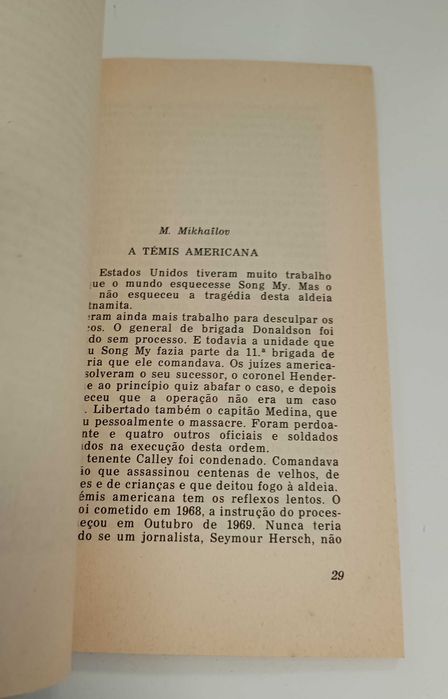 M. Mikhaïlov
A TÉMIS AMERICANA
Estados Unidos tiveram muito trabalho
que o mundo esquecesse Song My. Mas o
não esqueceu a tragédia desta aldeia
tnamita.
eram ainda mais trabalho para desculpar os
cos. O general de brigada Donaldson foi
do sem processo. E todavia a unidade que
u Song My fazia parte da 11.ª brigada de
ria que ele comandava. Os juízes america-
solveram o seu sucessor, o coronel Hender-
e ao princípio quiz abafar o caso, e depois
eceu que a operação não era um caso
. Libertado também o capitão Medina, que
u pessoalmente o massacre. Foram perdoa-
ante e quatro outros oficiais e soldados
ados na execução desta ordem.
tenente Calley foi condenado. Comandava
ão que assassinou centenas de velhos, de
es e de crianças e que deitou fogo à aldeia.
émis americana tem os reflexos lentos. O
oi cometido em 1968, a instrução do proces-
meçou em Outubro de 1969. Nunca teria
do se um jornalista, Seymour Hersch, não
29